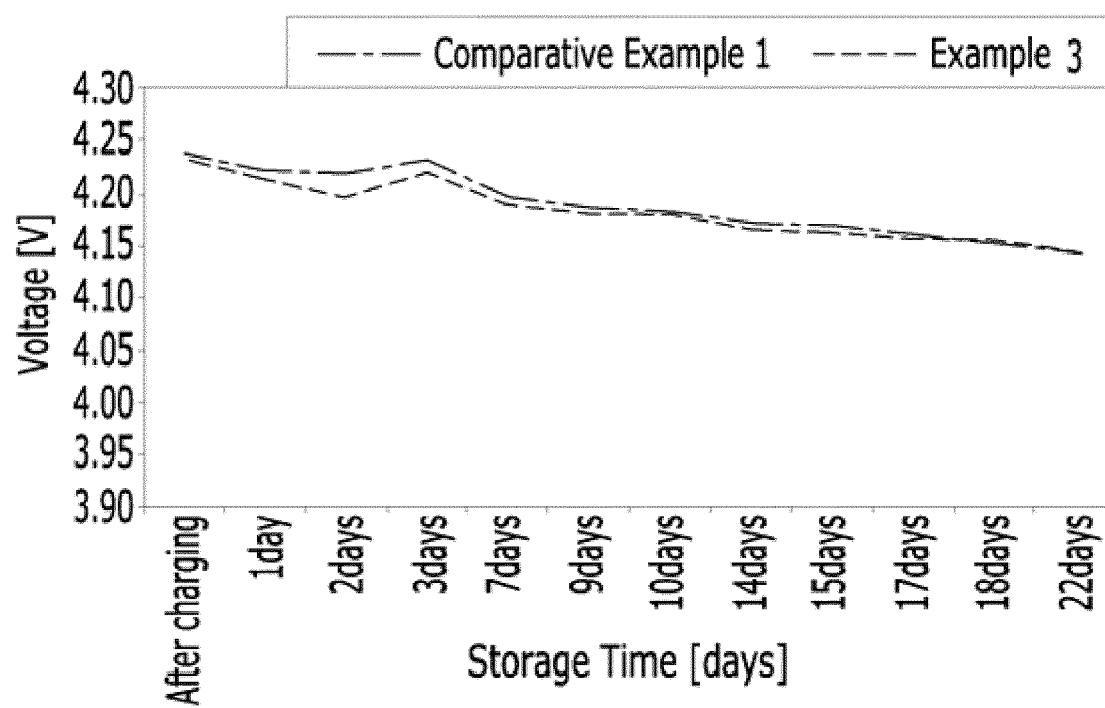 Comparative Example 1
Example 3
4.30
4.25
4.20
4.15
4.10
4.05
4.00
3.95
3.90
Voltage [V]
After charging
1day
2days
3days
7days
9days
10days
14days
15days
17days
18days
22days
Storage Time [days]